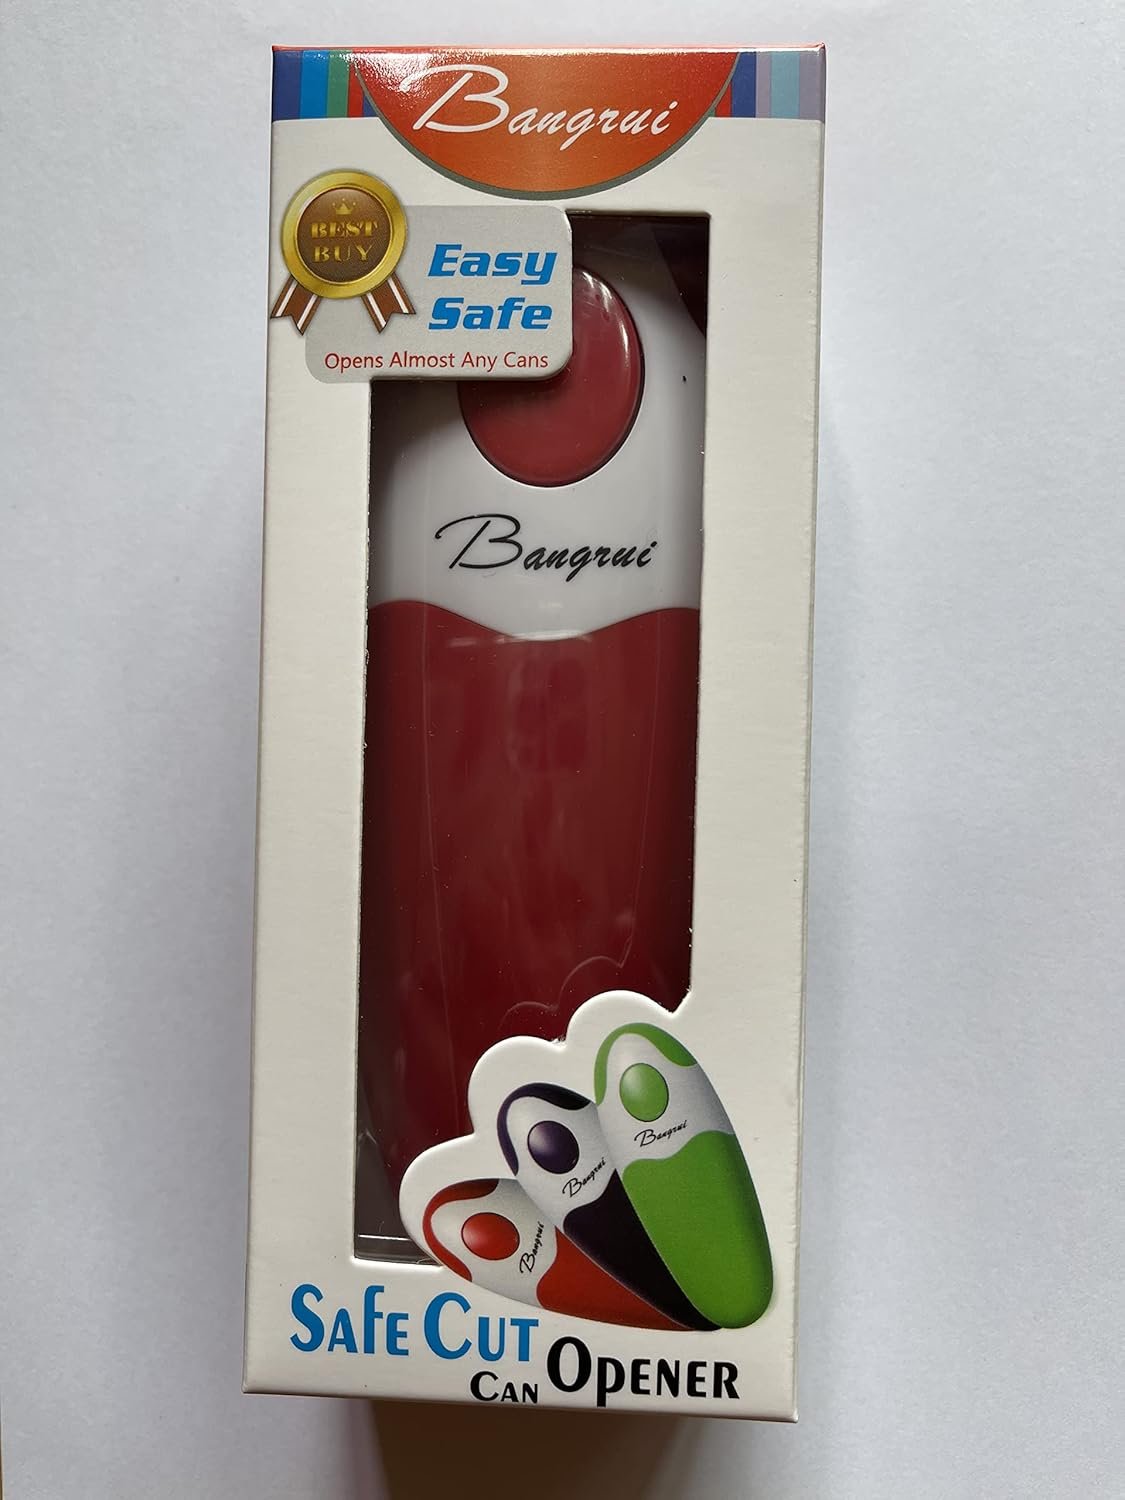 Bangrui
BEST
BUY
Easy
Safe
Opens Almost Any Cans
Bangrui
Bangrui
Bangrui
Bangrui
SAFE CUT
CAN OPENER